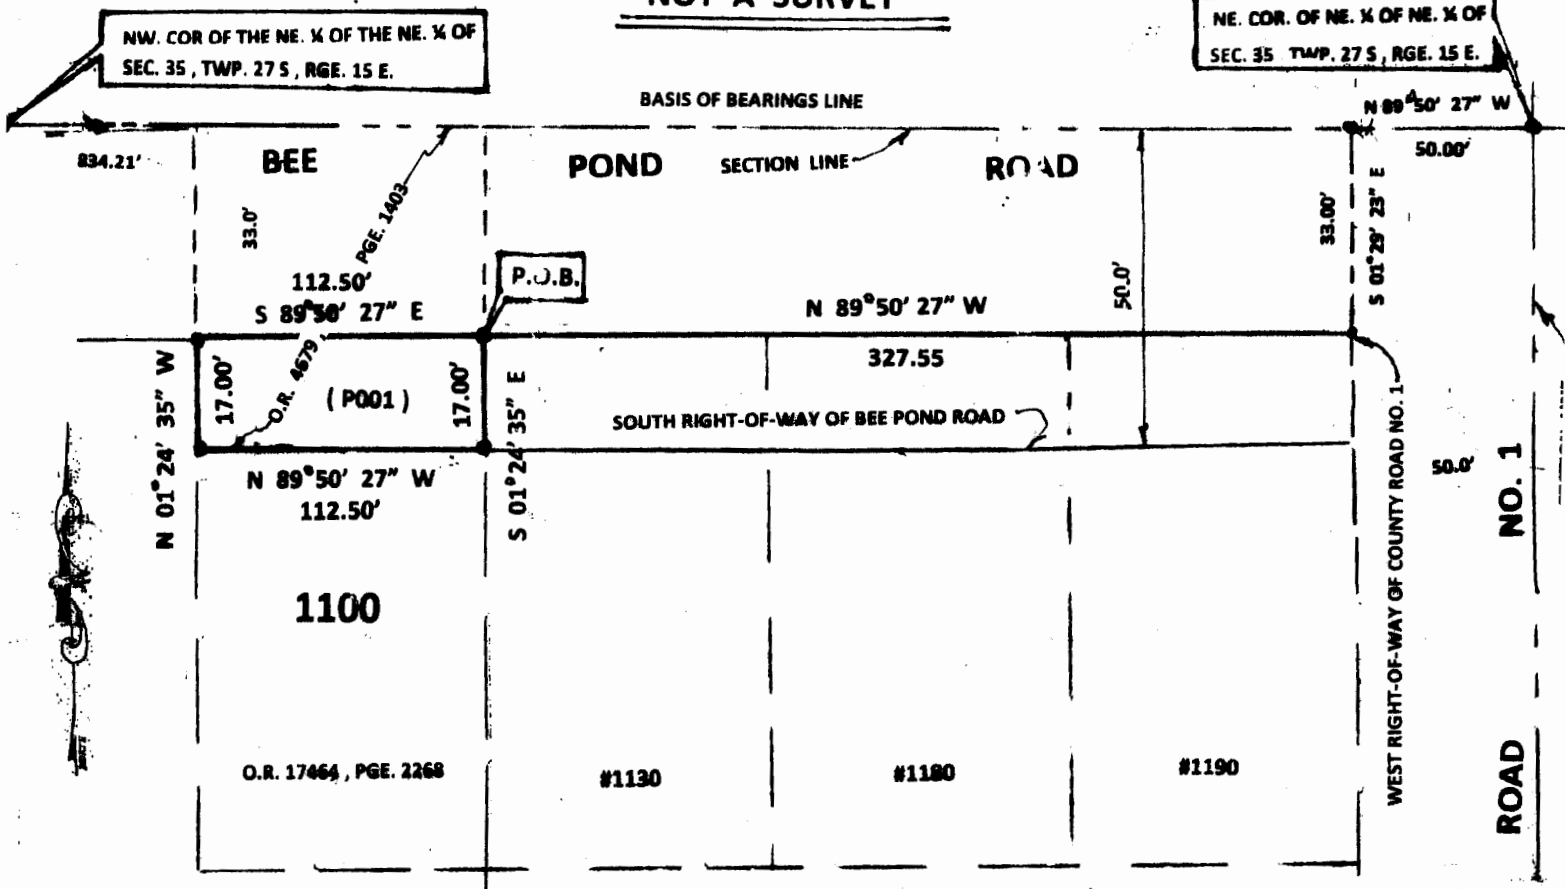 NOT A SURVEY
NW. COR OF THE NE. ¼ OF THE NE. ¼ OF
SEC. 35 , TWP. 27 S , RGE. 15 E.
NE. COR. OF NE. ¼ OF NE. ¼ OF
SEC. 35 TWP. 27 S , RGE. 15 E.
BASIS OF BEARINGS LINE
N 89°50' 27" W
50.00'
834.21'
BEE POND ROAD
SECTION LINE
33.0'
PGE. 1403
33.00'
S 01°29' 23" E
112.50'
S 89°50' 27" E
P.O.B.
N 89°50' 27" W
50.0'
327.55
N 01°24' 35" W
17.00'
O.R. 4679
( P001 )
17.00'
S 01°24' 35" E
SOUTH RIGHT-OF-WAY OF BEE POND ROAD
N 89°50' 27" W
112.50'
WEST RIGHT-OF-WAY OF COUNTY ROAD NO. 1
50.0'
ROAD NO. 1
1100
O.R. 17464 , PGE. 2268
#1130
#1180
#1190